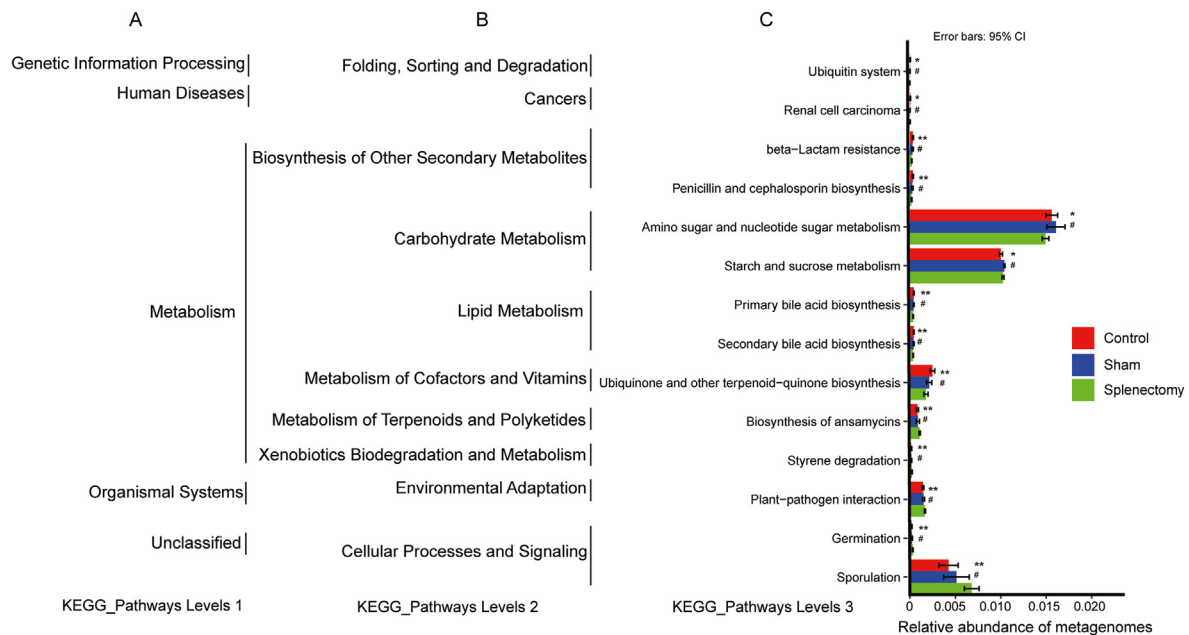 A B C
Error bars: 95% CI
Genetic Information Processing
Human Diseases
Metabolism
Organismal Systems
Unclassified
KEGG_Pathways Levels 1
Folding, Sorting and Degradation
Cancers
Biosynthesis of Other Secondary Metabolites
Carbohydrate Metabolism
Lipid Metabolism
Metabolism of Cofactors and Vitamins
Metabolism of Terpenoids and Polyketides
Xenobiotics Biodegradation and Metabolism
Environmental Adaptation
Cellular Processes and Signaling
KEGG_Pathways Levels 2
Ubiquitin system
*
#
Renal cell carcinoma
*
#
beta−Lactam resistance
**
#
Penicillin and cephalosporin biosynthesis
**
#
Amino sugar and nucleotide sugar metabolism
*
#
Starch and sucrose metabolism
*
#
Primary bile acid biosynthesis
**
#
Secondary bile acid biosynthesis
**
#
Ubiquinone and other terpenoid−quinone biosynthesis
**
#
Biosynthesis of ansamycins
**
#
Styrene degradation
**
#
Plant−pathogen interaction
**
#
Germination
**
#
Sporulation
**
#
KEGG_Pathways Levels 3
0 0.005 0.010 0.015 0.020
Relative abundance of metagenomes
Control
Sham
Splenectomy